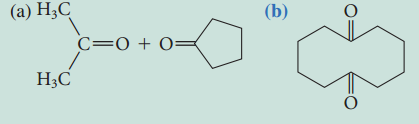 (a) H₃C
C=O + O=
H₃C
(b)
O
O